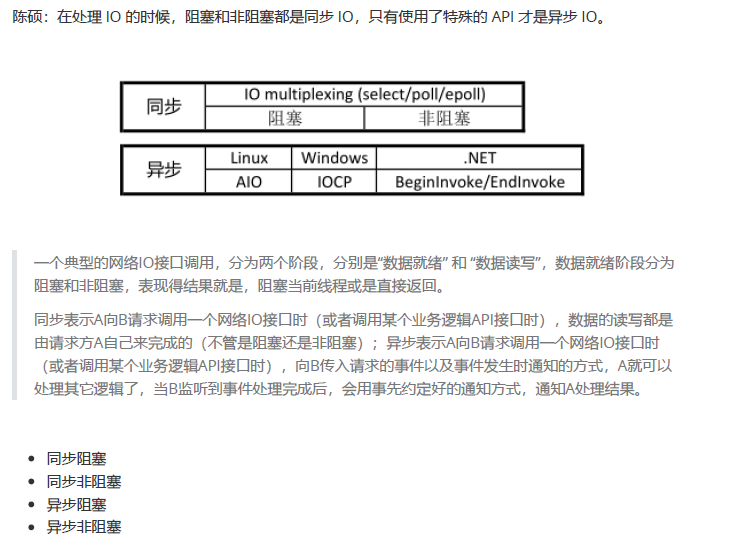 陈硕：在处理 IO 的时候，阻塞和非阻塞都是同步 IO，只有使用了特殊的 API 才是异步 IO。
同步
IO multiplexing (select/poll/epoll)
阻塞 非阻塞
异步
Linux Windows .NET
AIO IOCP BeginInvoke/EndInvoke
一个典型的网络IO接口调用，分为两个阶段，分别是“数据就绪” 和 “数据读写”，数据就绪阶段分为
阻塞和非阻塞，表现得结果就是，阻塞当前线程或是直接返回。
同步表示A向B请求调用一个网络IO接口时（或者调用某个业务逻辑API接口时），数据的读写都是
由请求方A自己来完成的（不管是阻塞还是非阻塞）；异步表示A向B请求调用一个网络IO接口时
（或者调用某个业务逻辑API接口时），向B传入请求的事件以及事件发生时通知的方式，A就可以
处理其它逻辑了，当B监听到事件处理完成后，会用事先约定好的通知方式，通知A处理结果。
• 同步阻塞
• 同步非阻塞
• 异步阻塞
• 异步非阻塞